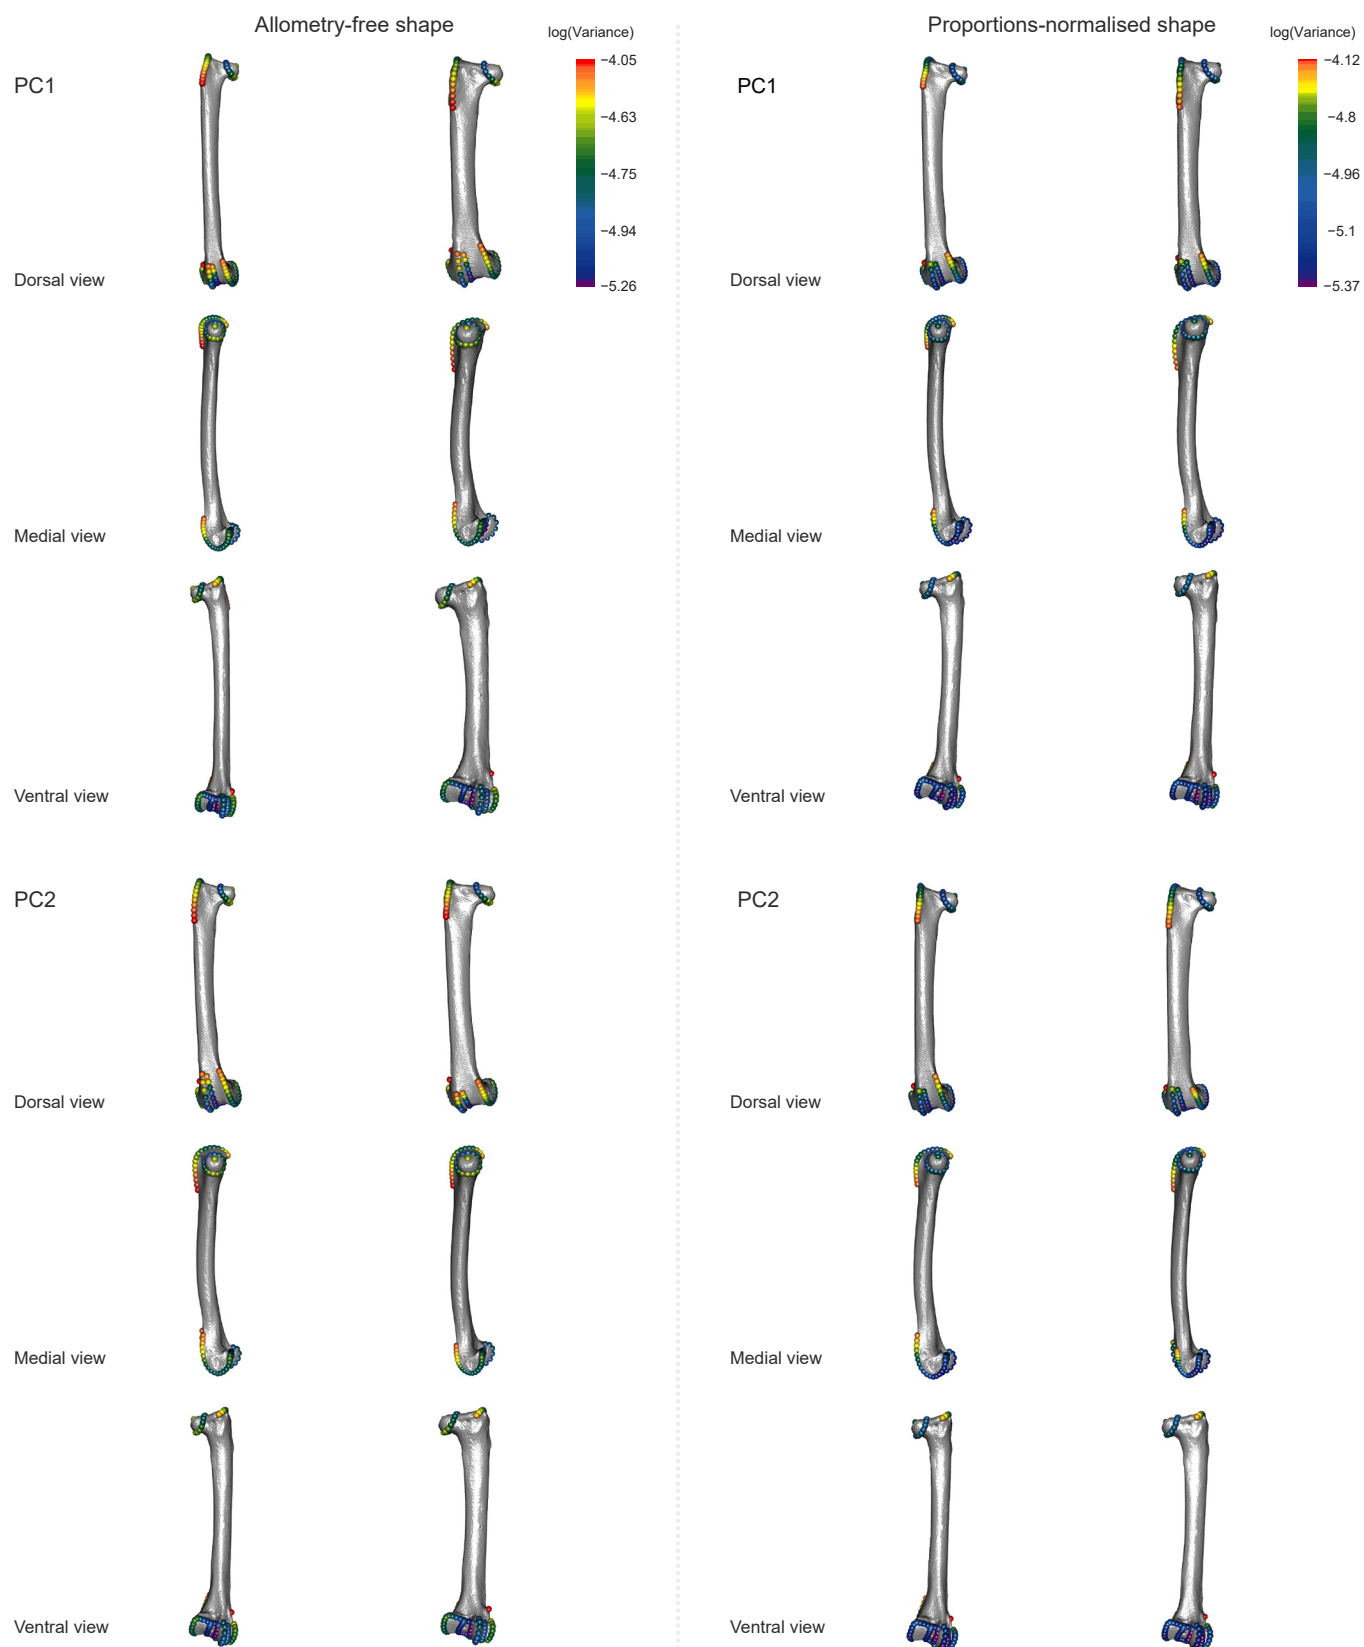 Allometry-free shape
log(Variance)
PC1
−4.05
−4.63
−4.75
−4.94
−5.26
Dorsal view
Medial view
Ventral view
PC2
Dorsal view
Medial view
Ventral view
Proportions-normalised shape
log(Variance)
PC1
−4.12
−4.8
−4.96
−5.1
−5.37
Dorsal view
Medial view
Ventral view
PC2
Dorsal view
Medial view
Ventral view